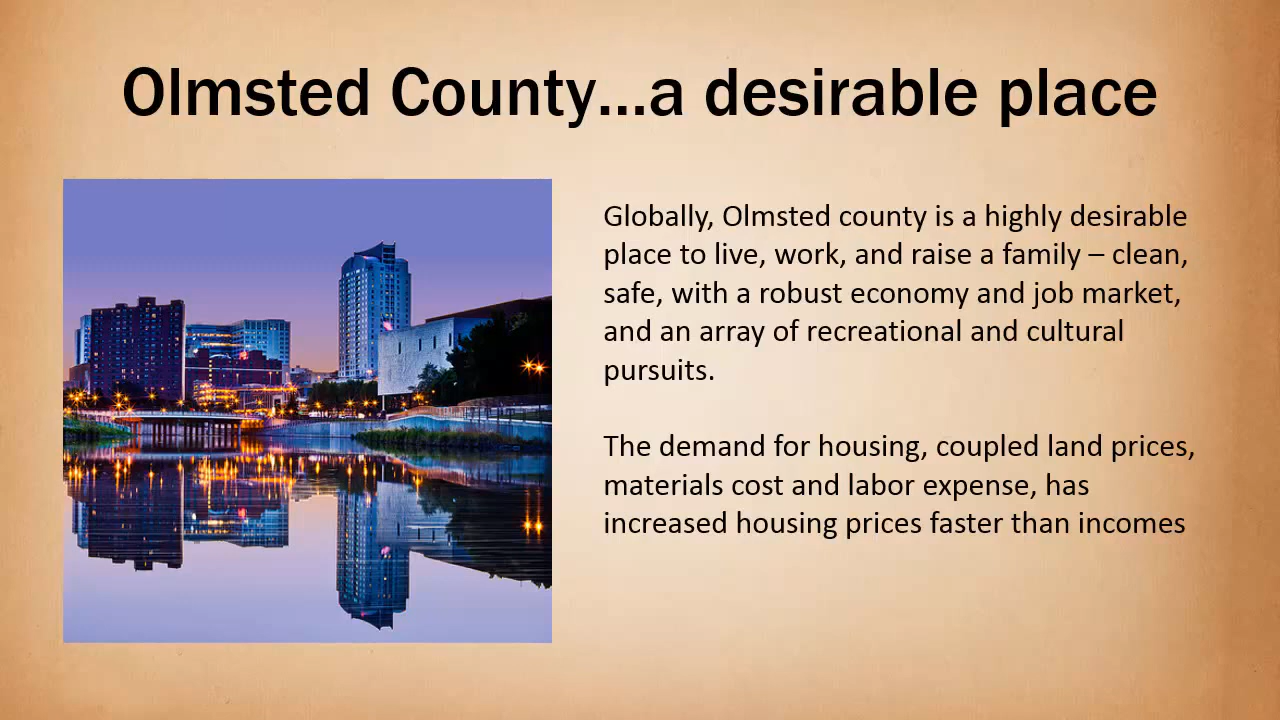 Olmsted County...a desirable place
Globally, Olmsted county is a highly desirable
place to live, work, and raise a family – clean,
safe, with a robust economy and job market,
and an array of recreational and cultural
pursuits.
The demand for housing, coupled land prices,
materials cost and labor expense, has
increased housing prices faster than incomes